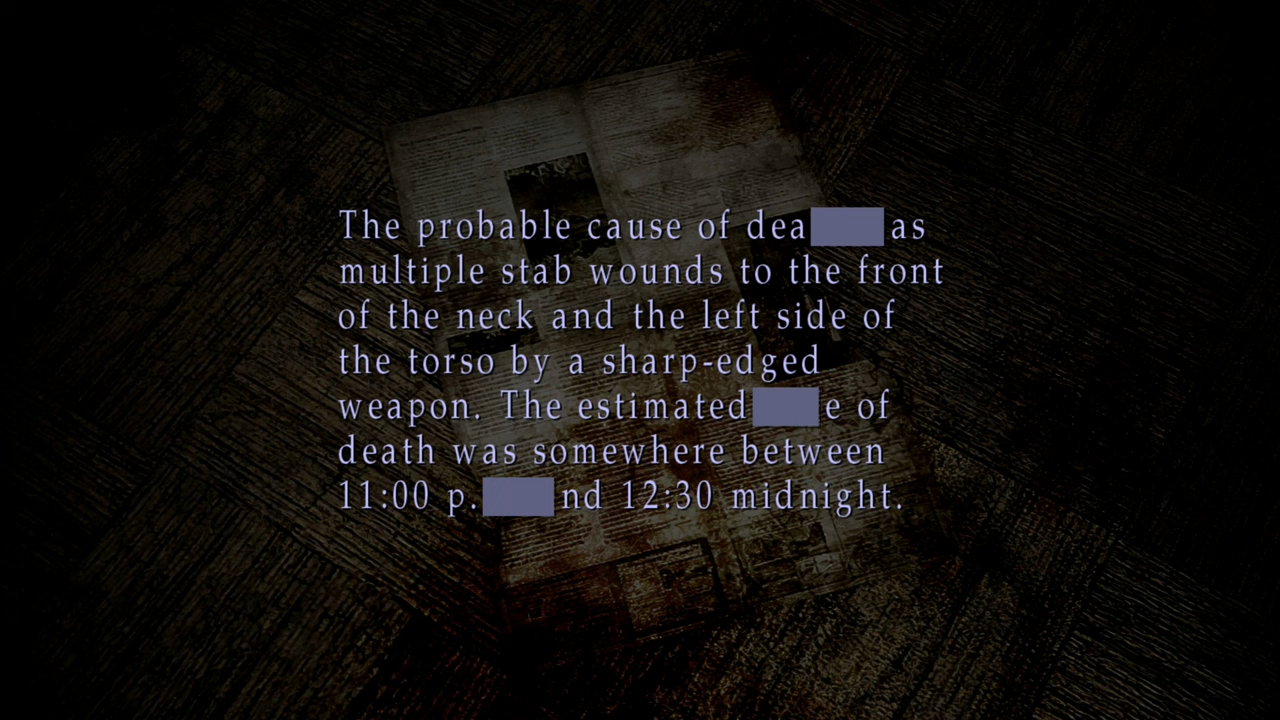 The probable cause of dea as
multiple stab wounds to the front
of the neck and the left side of
the torso by a sharp-edged
weapon. The estimated e of
death was somewhere between
11:00 p. nd 12:30 midnight.